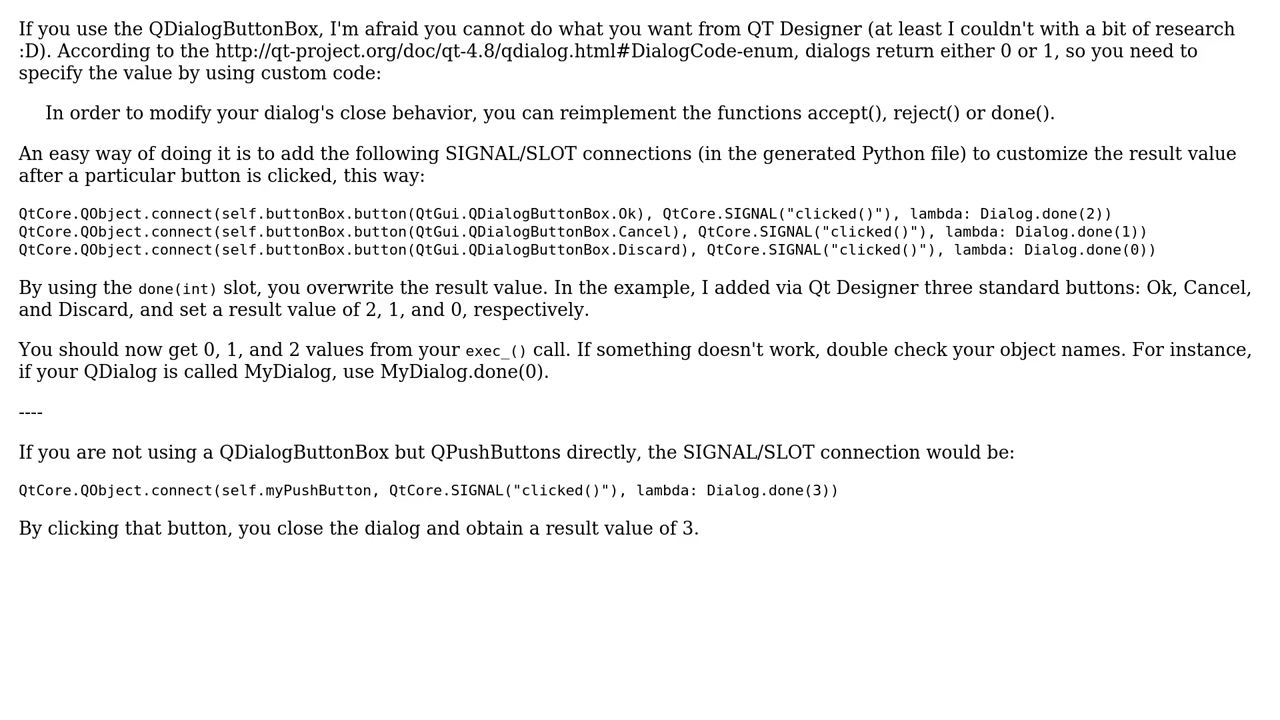 If you use the QDialogButtonBox, I'm afraid you cannot do what you want from QT Designer (at least I couldn't with a bit of research
:D). According to the http://qt-project.org/doc/qt-4.8/qdialog.html#DialogCode-enum, dialogs return either 0 or 1, so you need to
specify the value by using custom code:
In order to modify your dialog's close behavior, you can reimplement the functions accept(), reject() or done().
An easy way of doing it is to add the following SIGNAL/SLOT connections (in the generated Python file) to customize the result value
after a particular button is clicked, this way:
QtCore.QObject.connect(self.buttonBox.button(QtGui.QDialogButtonBox.Ok), QtCore.SIGNAL("clicked()"), lambda: Dialog.done(2))
QtCore.QObject.connect(self.buttonBox.button(QtGui.QDialogButtonBox.Cancel), QtCore.SIGNAL("clicked()"), lambda: Dialog.done(1))
QtCore.QObject.connect(self.buttonBox.button(QtGui.QDialogButtonBox.Discard), QtCore.SIGNAL("clicked()"), lambda: Dialog.done(0))
By using the done(int) slot, you overwrite the result value. In the example, I added via Qt Designer three standard buttons: Ok, Cancel,
and Discard, and set a result value of 2, 1, and 0, respectively.
You should now get 0, 1, and 2 values from your exec_() call. If something doesn't work, double check your object names. For instance,
if your QDialog is called MyDialog, use MyDialog.done(0).
----
If you are not using a QDialogButtonBox but QPushButtons directly, the SIGNAL/SLOT connection would be:
QtCore.QObject.connect(self.myPushButton, QtCore.SIGNAL("clicked()"), lambda: Dialog.done(3))
By clicking that button, you close the dialog and obtain a result value of 3.